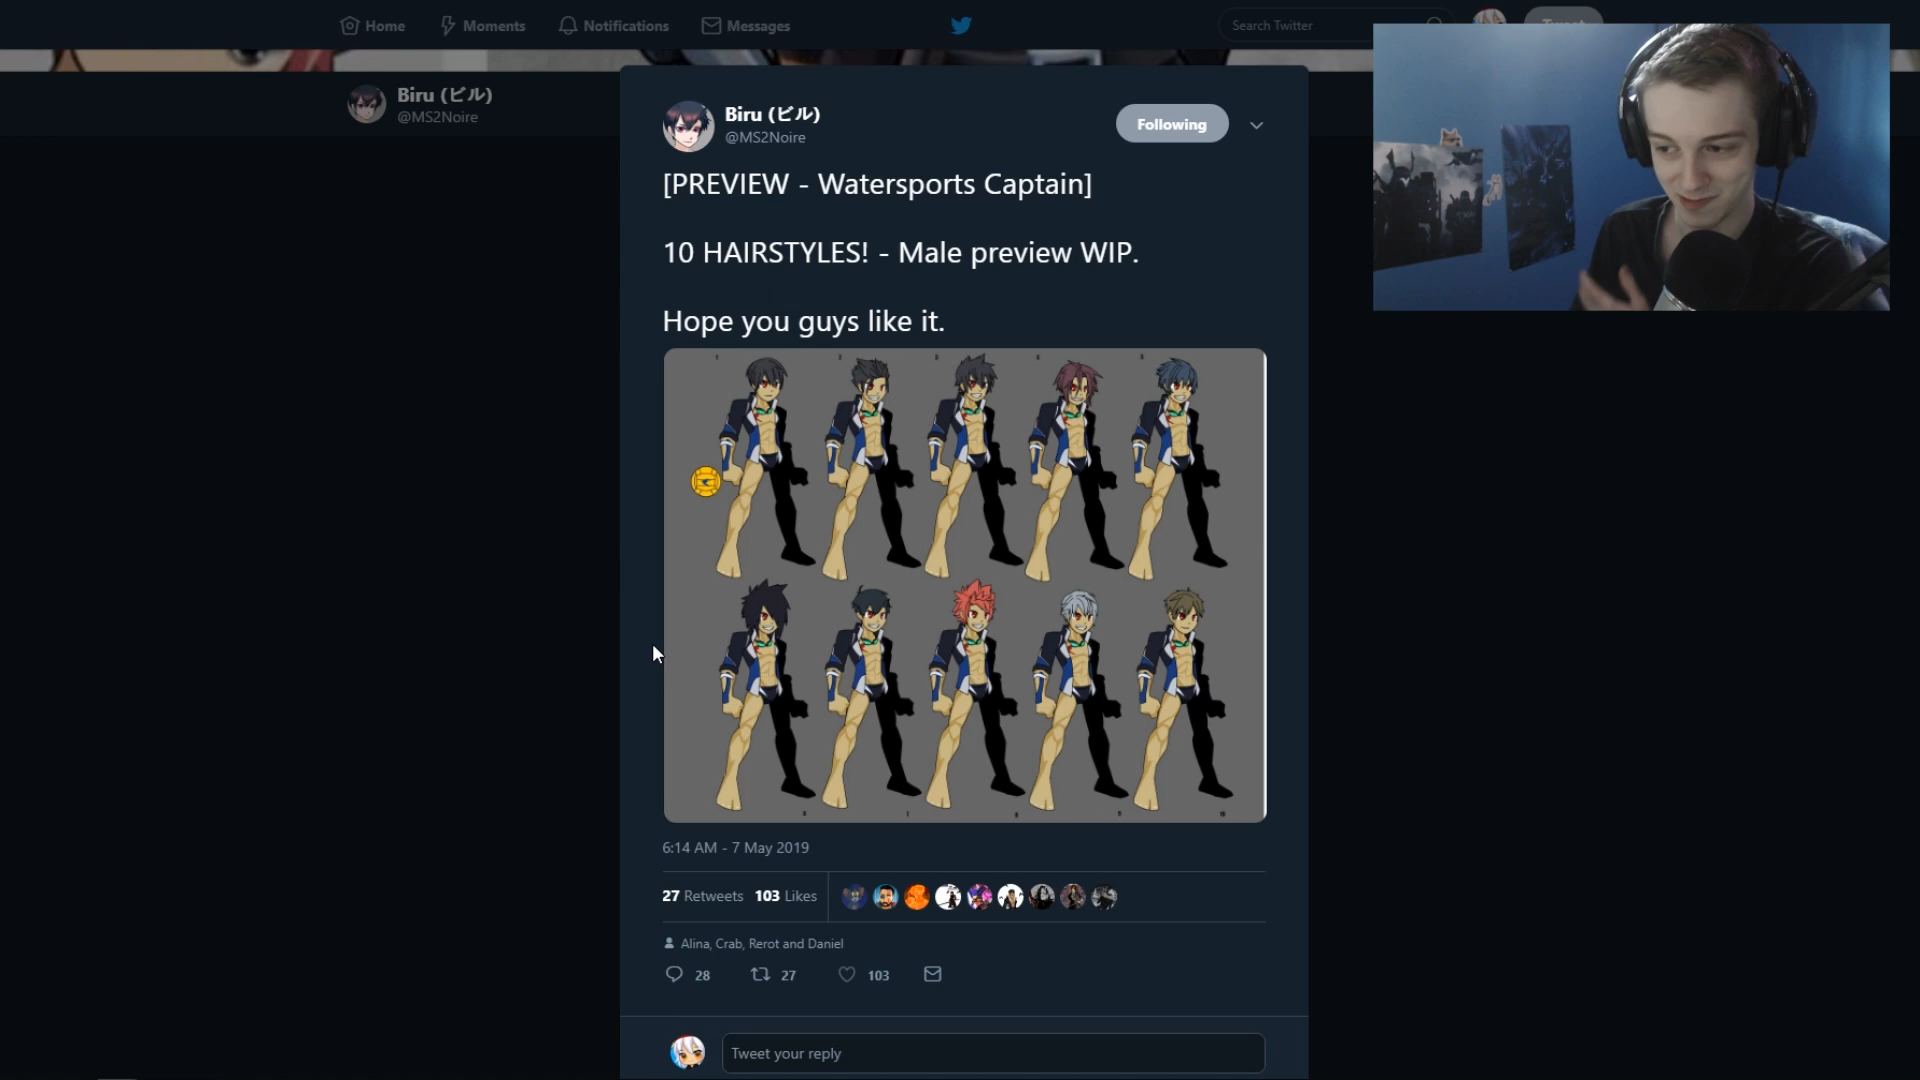 Home
Moments
Notifications
Messages
Search Twitter
Tweet
Biru (ビル)
@MS2Noire
Biru (ビル)
@MS2Noire
Following
[PREVIEW - Watersports Captain]
10 HAIRSTYLES! - Male preview WIP.
Hope you guys like it.
6:14 AM - 7 May 2019
27 Retweets 103 Likes
Alina, Crab, Rerot and Daniel
28 27 103
Tweet your reply